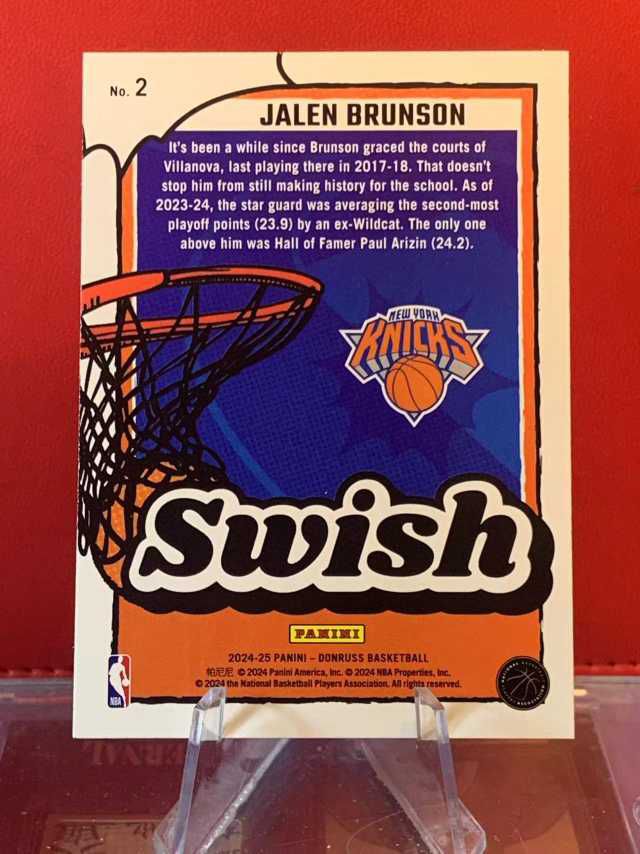 No. 2
JALEN BRUNSON
It's been a while since Brunson graced the courts of
Villanova, last playing there in 2017-18. That doesn't
stop him from still making history for the school. As of
2023-24, the star guard was averaging the second-most
playoff points (23.9) by an ex-Wildcat. The only one
above him was Hall of Famer Paul Arizin (24.2).
NEW YORK
KNICKS
Swish
PANINI
2024-25 PANINI – DONRUSS BASKETBALL
帕尼尼 © 2024 Panini America, Inc. © 2024 NBA Properties, Inc.
© 2024 the National Basketball Players Association. All rights reserved.
NBA